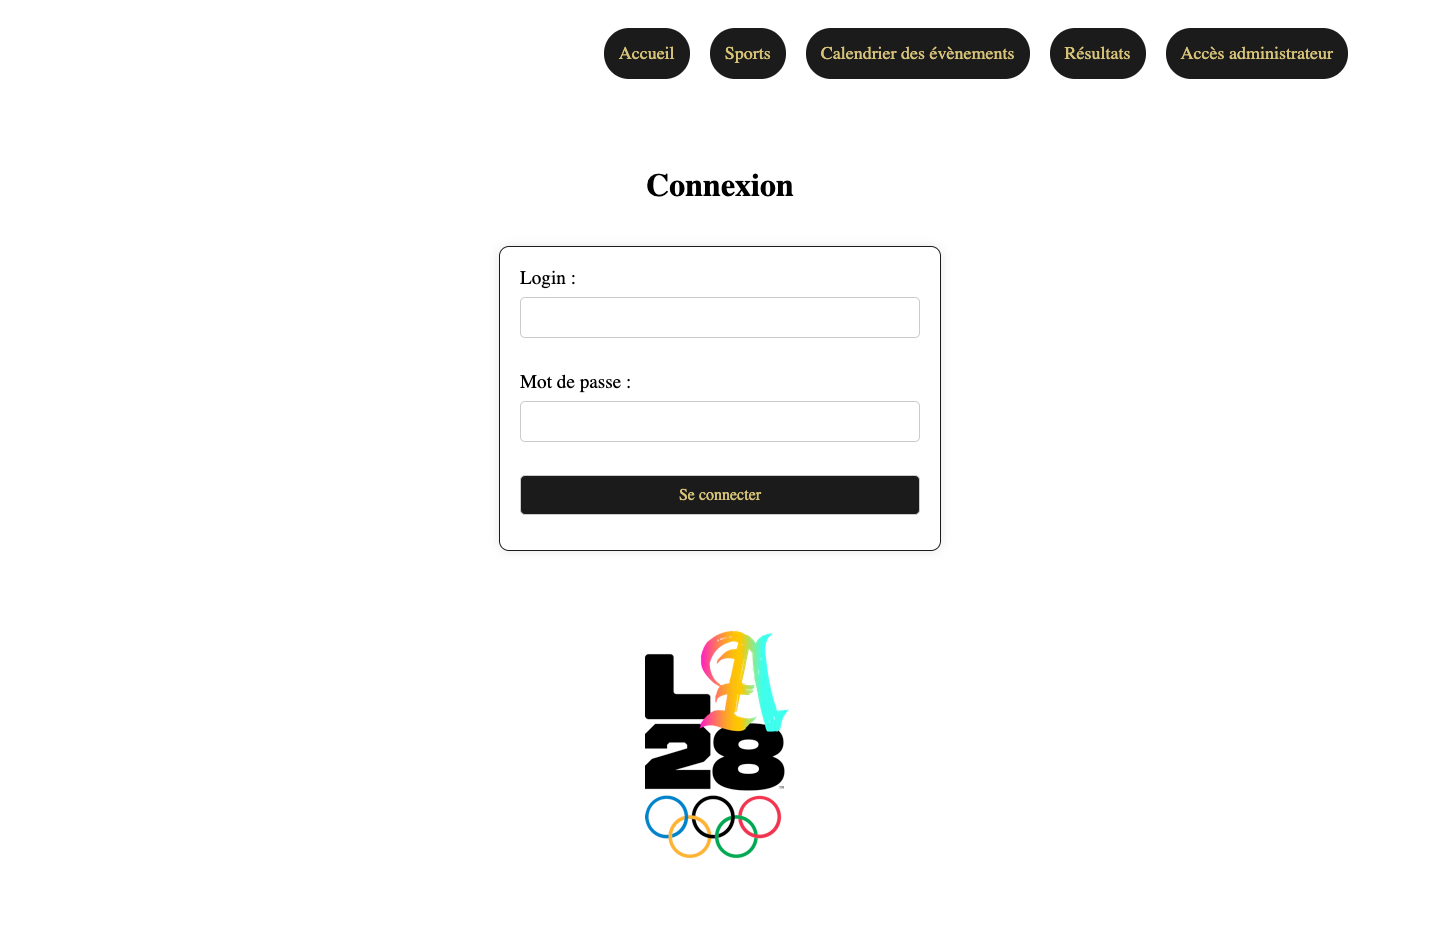 Accueil Sports Calendrier des évènements Résultats Accès administrateur
Connexion
Login :
Mot de passe :
Se connecter
LA
28